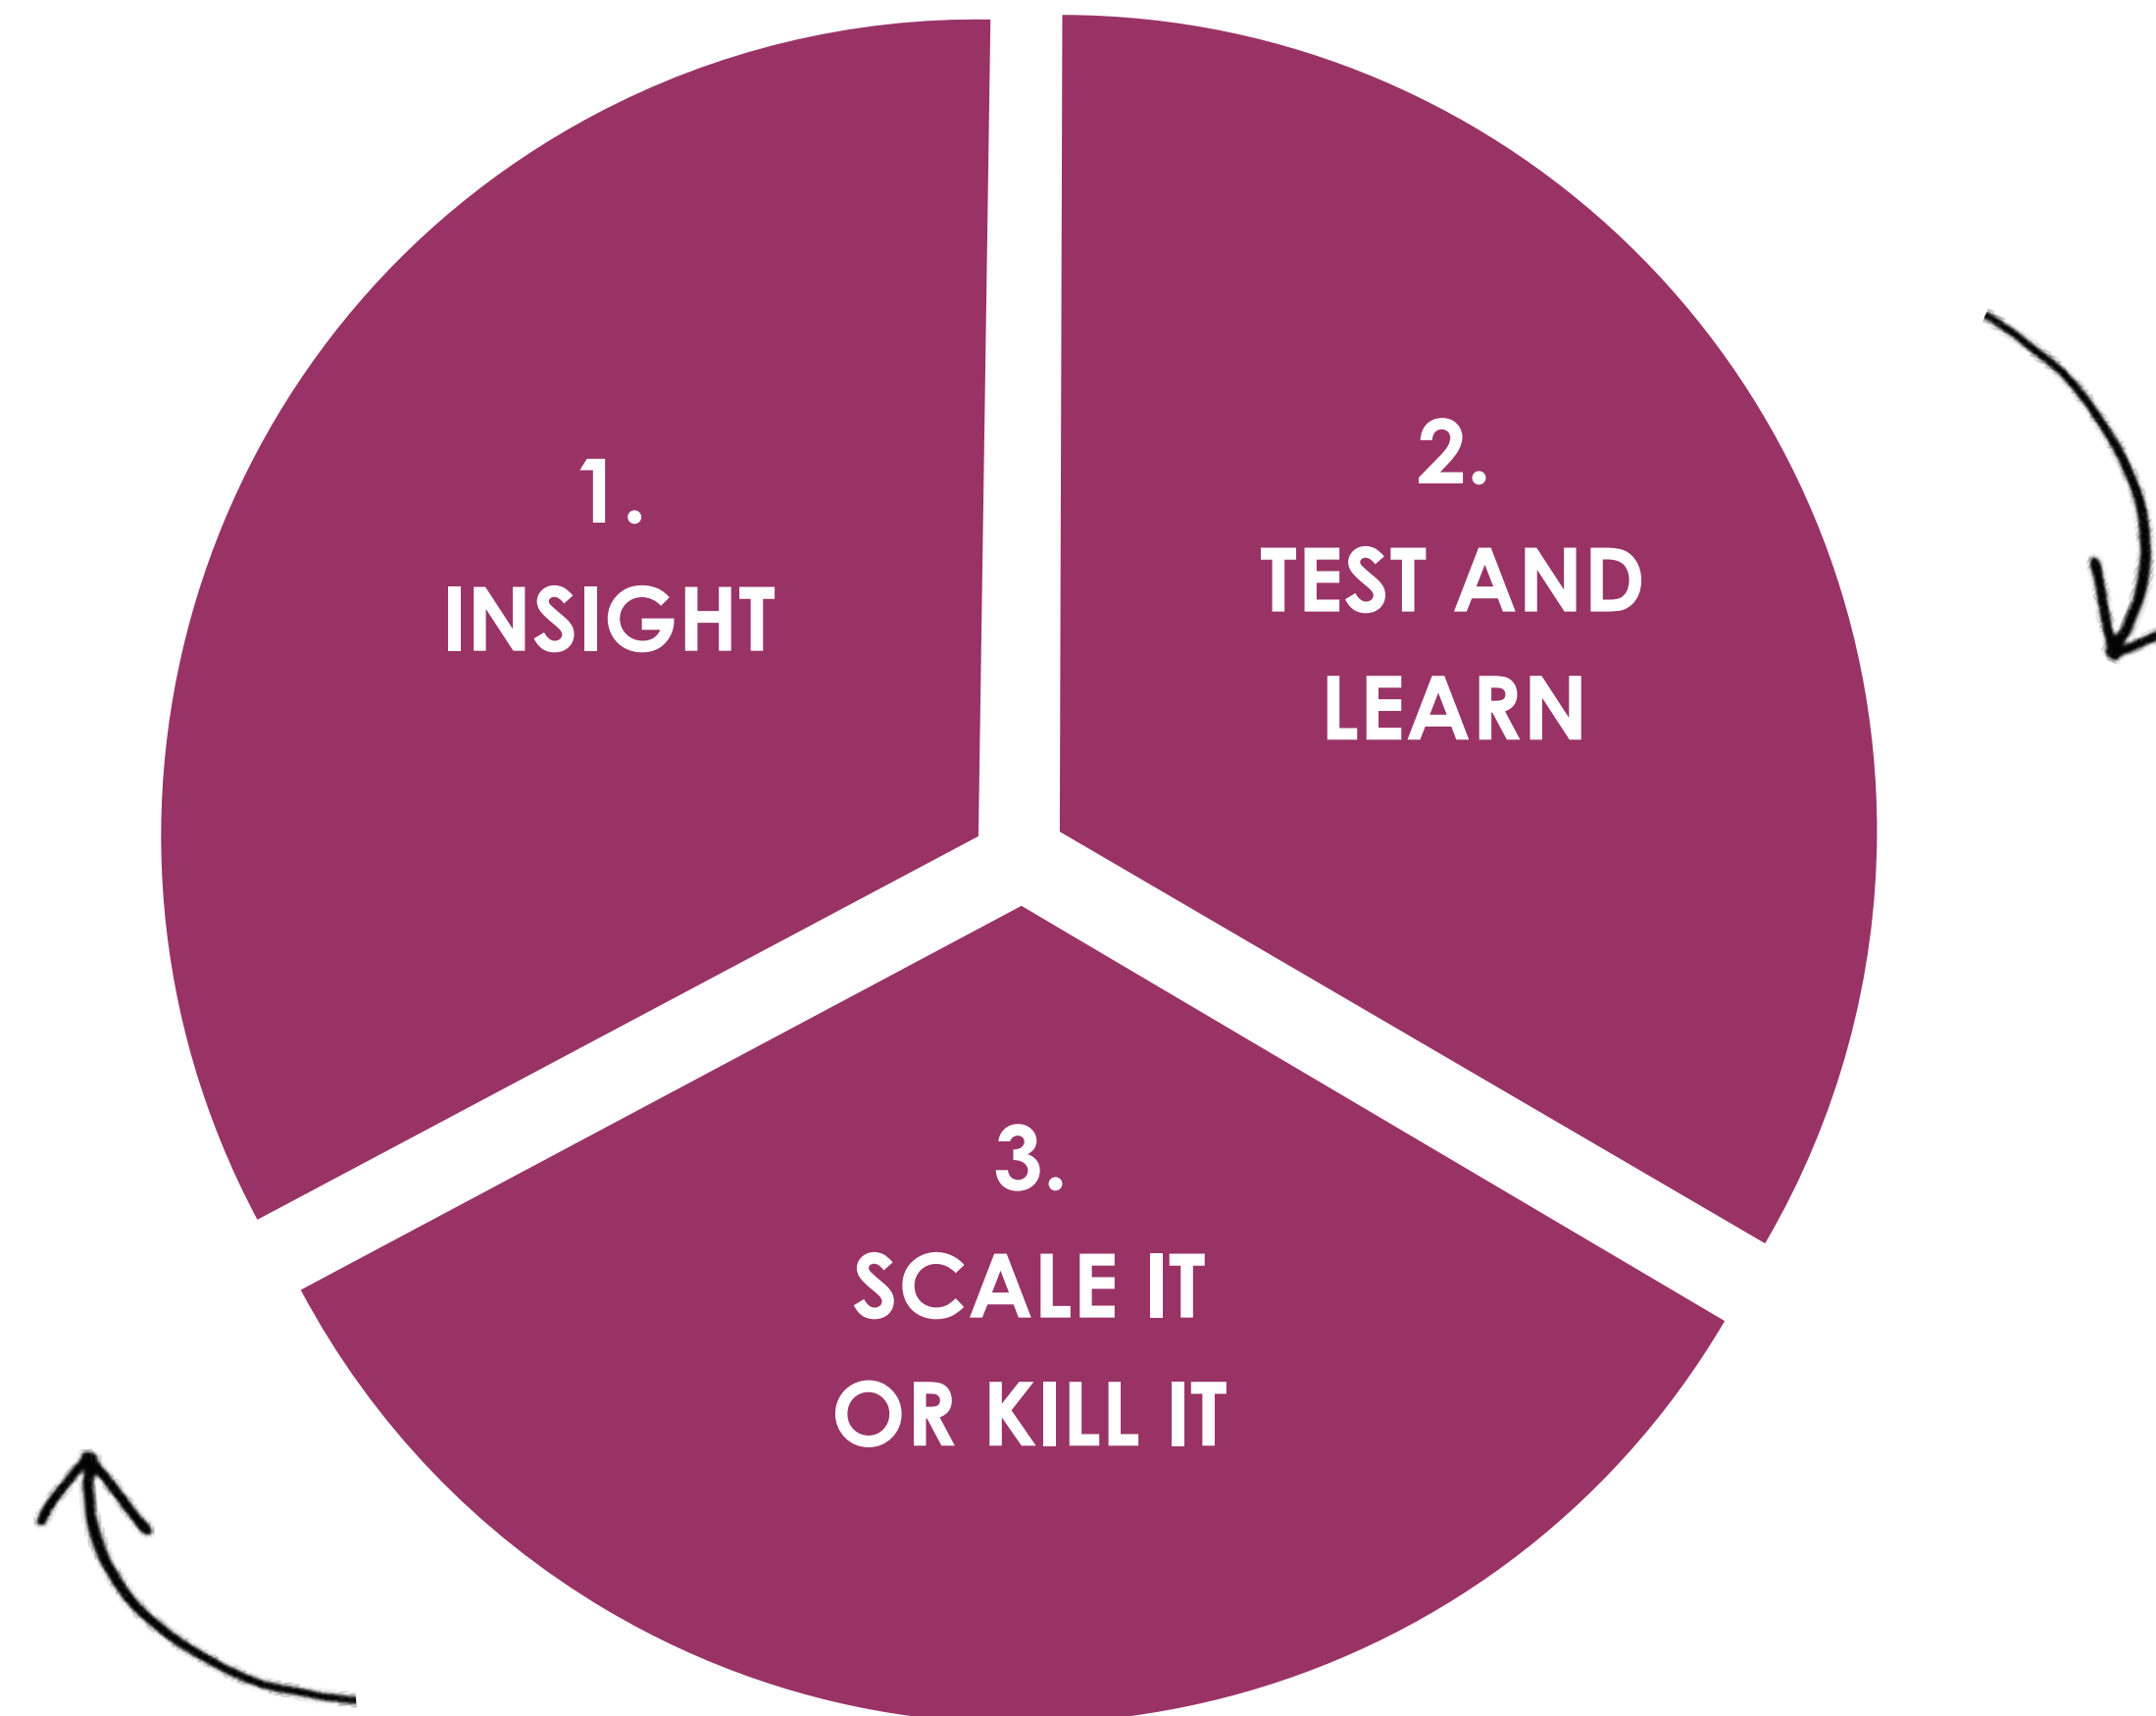 1.
INSIGHT
2.
TEST AND
LEARN
3.
SCALE IT
OR KILL IT